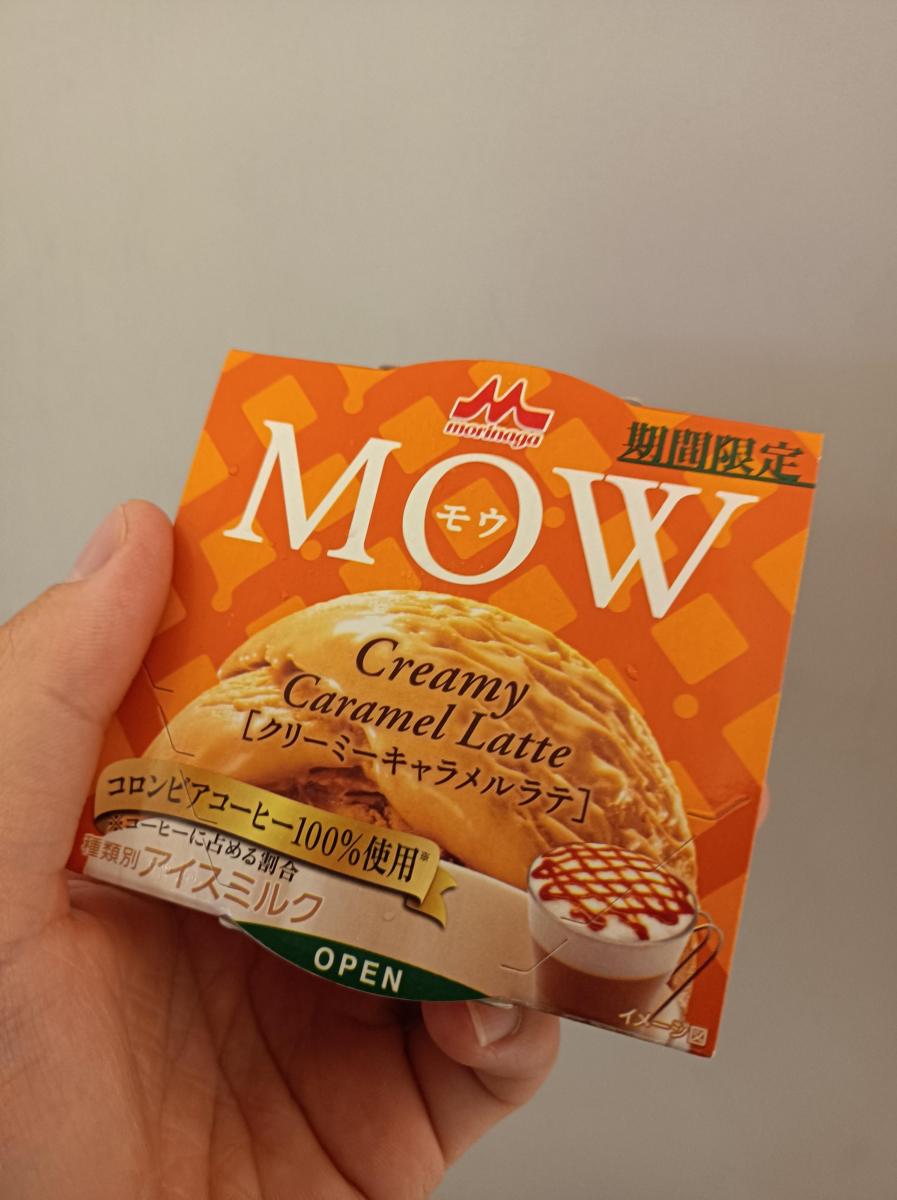 morinaga
期間限定
MOW
モウ
Creamy
Caramel Latte
[クリーミーキャラメルラテ]
コロンビアコーヒー100%使用※
※コーヒーに占める割合
種類別アイスミルク
OPEN
イメージ図